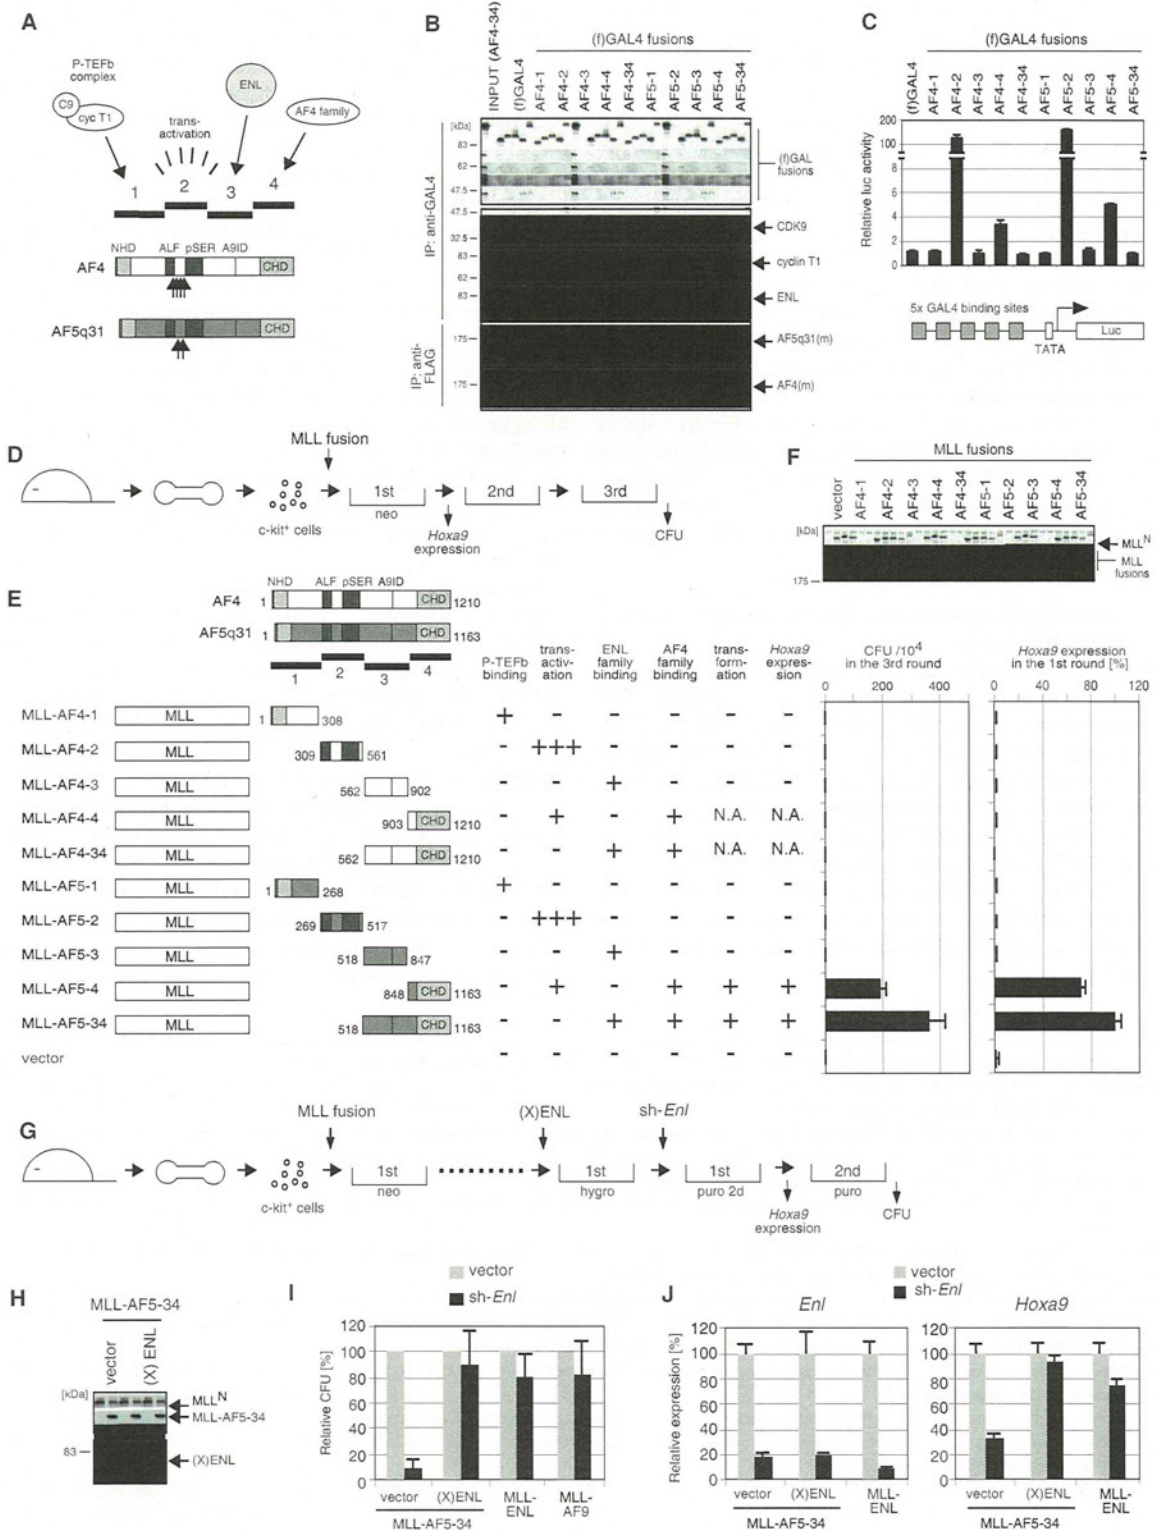 A
P-TEFb
complex
C9
cyc T1
trans-
activation
ENL
AF4 family
1
2
3
4
NHD
ALF
pSER
A9ID
AF4
CHD
AF5q31
CHD
B
INPUT (AF4-34)
(f)GAL4
(f)GAL4 fusions
AF4-1
AF4-2
AF4-3
AF4-4
AF4-34
AF5-1
AF5-2
AF5-3
AF5-4
AF5-34
[kDa]
83
62
47.5
47.5
32.5
83
62
83
175
175
IP: anti-GAL4
IP: anti-
FLAG
(f)GAL
fusions
CDK9
cyclin T1
ENL
AF5q31(m)
AF4(m)
C
(f)GAL4 fusions
(f)GAL4
AF4-1
AF4-2
AF4-3
AF4-4
AF4-34
AF5-1
AF5-2
AF5-3
AF5-4
AF5-34
Relative luc activity
200
100
8
6
4
2
0
5x GAL4 binding sites
TATA
Luc
D
MLL fusion
c-kit+ cells
1st
neo
Hoxa9
expression
2nd
3rd
CFU
F
MLL fusions
vector
AF4-1
AF4-2
AF4-3
AF4-4
AF4-34
AF5-1
AF5-2
AF5-3
AF5-4
AF5-34
[kDa]
175
MLL N
MLL
fusions
E
NHD ALF pSER A9ID
AF4 1 CHD 1210
AF5q31 1 CHD 1163
1 2 3 4
P-TEFb
binding
trans-
activ-
ation
ENL
family
binding
AF4
family
binding
trans-
form-
ation
Hoxa9
expres-
sion
CFU /10^4
in the 3rd round
0 200 400
Hoxa9 expression
in the 1st round [%]
0 40 80 120
MLL-AF4-1 MLL 1 308 + - - - - -
MLL-AF4-2 MLL 309 561 - +++ - - - -
MLL-AF4-3 MLL 562 902 - - + - - -
MLL-AF4-4 MLL 903 CHD 1210 - + - + N.A. N.A.
MLL-AF4-34 MLL 562 CHD 1210 - - + + N.A. N.A.
MLL-AF5-1 MLL 1 268 + - - - - -
MLL-AF5-2 MLL 269 517 - +++ - - - -
MLL-AF5-3 MLL 518 847 - - + - - -
MLL-AF5-4 MLL 848 CHD 1163 - + - + + +
MLL-AF5-34 MLL 518 CHD 1163 - - + + + +
vector - - - - - -
G
MLL fusion
(X)ENL
sh-Enl
c-kit+ cells
1st
neo
1st
hygro
1st
puro 2d
2nd
puro
Hoxa9
expression
CFU
H
MLL-AF5-34
vector
(X) ENL
[kDa]
83
MLL N
MLL-AF5-34
(X)ENL
I
vector
sh-Enl
Relative CFU [%]
120
100
80
60
40
20
0
vector
(X)ENL
MLL-AF5-34
MLL-
ENL
MLL-
AF9
J
vector
sh-Enl
Enl
Relative expression [%]
120
100
80
60
40
20
0
vector
(X)ENL
MLL-AF5-34
MLL-
ENL
Hoxa9
120
100
80
60
40
20
0
vector
(X)ENL
MLL-AF5-34
MLL-
ENL